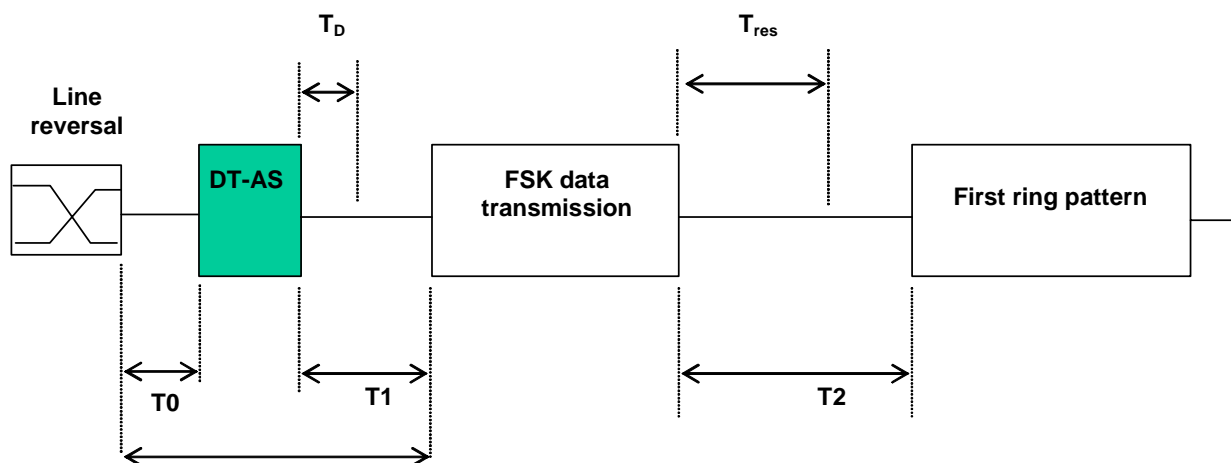 T_D
T_res
Line
reversal
DT-AS
FSK data
transmission
First ring pattern
T0
T1
T2